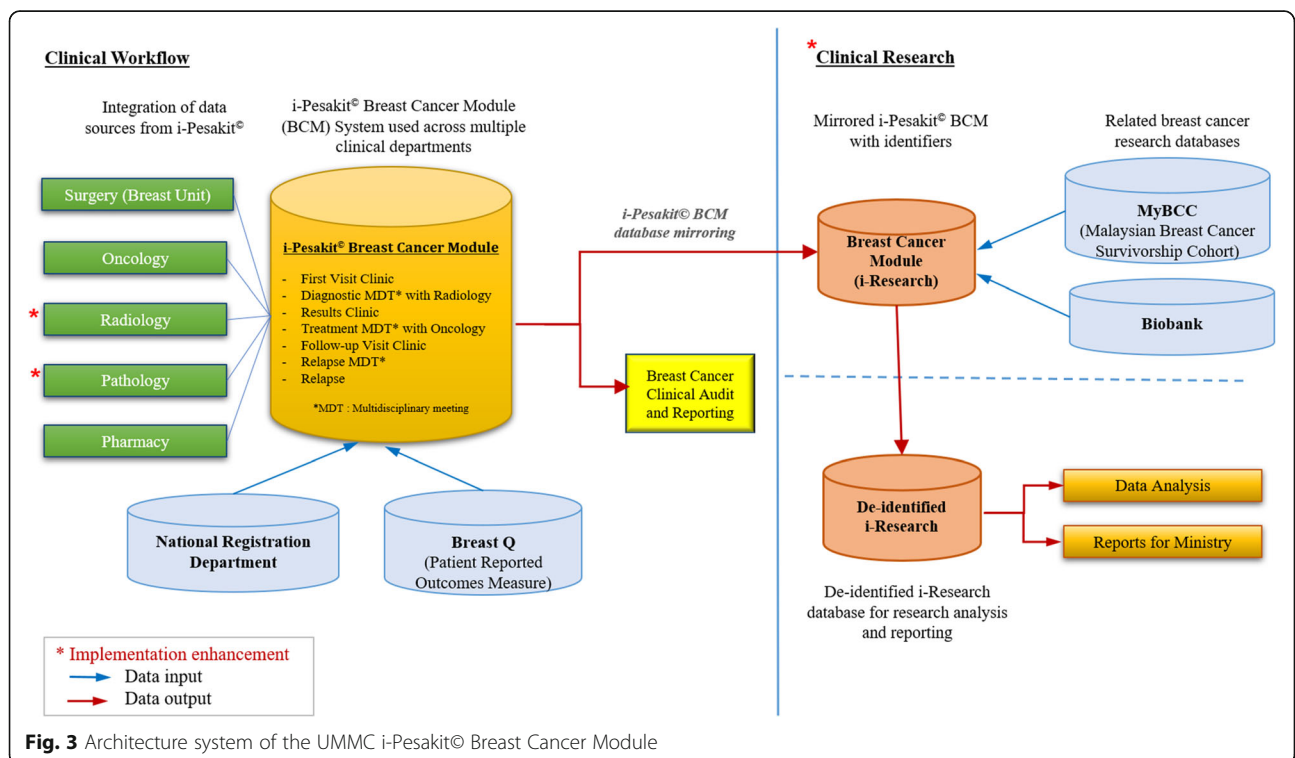 Clinical Workflow
Integration of data
sources from i-Pesakit©
i-Pesakit© Breast Cancer Module
(BCM) System used across multiple
clinical departments
Surgery (Breast Unit)
Oncology
* Radiology
* Pathology
Pharmacy
i-Pesakit© Breast Cancer Module
- First Visit Clinic
- Diagnostic MDT* with Radiology
- Results Clinic
- Treatment MDT* with Oncology
- Follow-up Visit Clinic
- Relapse MDT*
- Relapse
*MDT : Multidisciplinary meeting
National Registration
Department
Breast Q
(Patient Reported
Outcomes Measure)
i-Pesakit© BCM
database mirroring
Breast Cancer
Clinical Audit
and Reporting
* Clinical Research
Mirrored i-Pesakit© BCM
with identifiers
Related breast cancer
research databases
Breast Cancer
Module
(i-Research)
MyBCC
(Malaysian Breast Cancer
Survivorship Cohort)
Biobank
De-identified
i-Research
Data Analysis
Reports for Ministry
De-identified i-Research
database for research analysis
and reporting
* Implementation enhancement
Data input
Data output
Fig. 3 Architecture system of the UMMC i-Pesakit© Breast Cancer Module